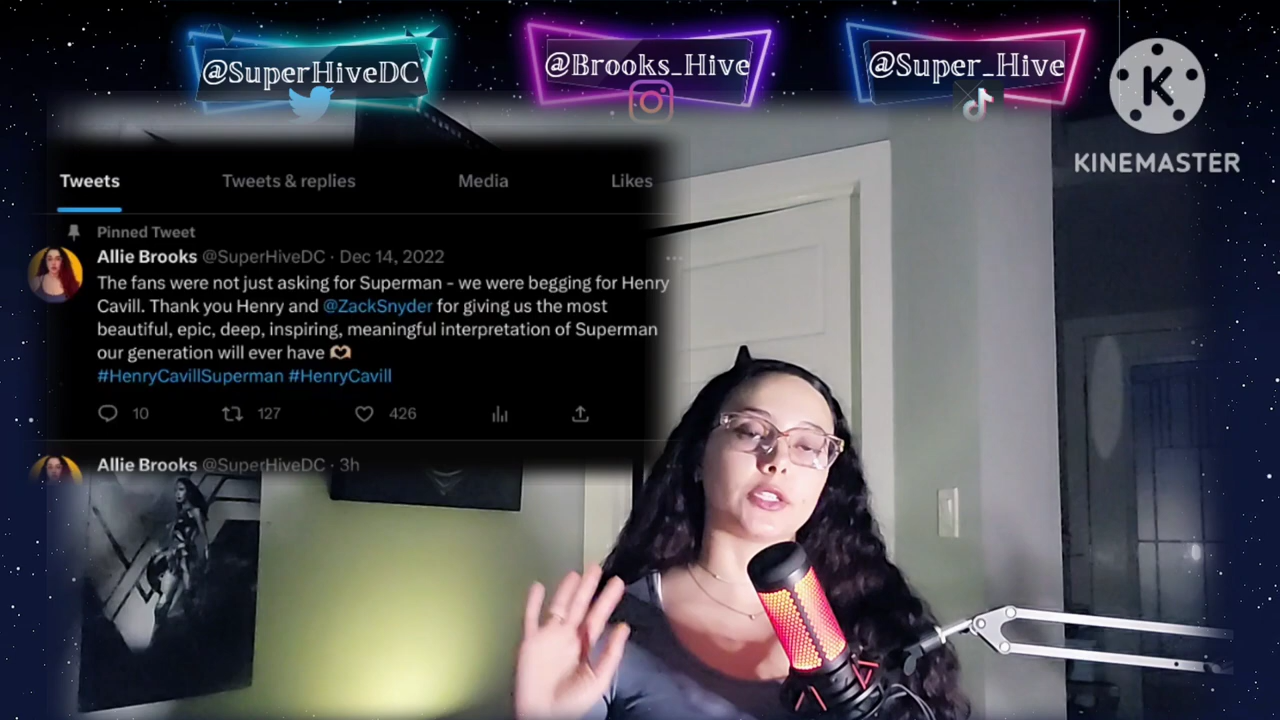 @SuperHiveDC
@Brooks_Hive
@Super_Hive
K
KINEMASTER
Tweets
Tweets & replies
Media
Likes
Pinned Tweet
Allie Brooks @SuperHiveDC · Dec 14, 2022
The fans were not just asking for Superman - we were begging for Henry
Cavill. Thank you Henry and @ZackSnyder for giving us the most
beautiful, epic, deep, inspiring, meaningful interpretation of Superman
our generation will ever have 🫶🏼
#HenryCavillSuperman #HenryCavill
10
127
426
Allie Brooks @SuperHiveDC · 3h